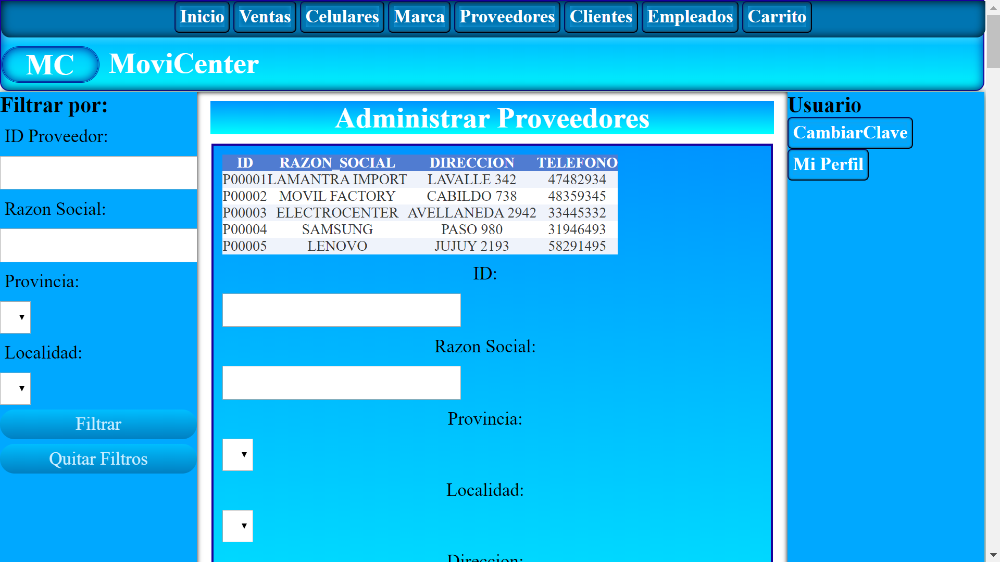 Inicio Ventas Celulares Marca Proveedores Clientes Empleados Carrito
MC MoviCenter
Filtrar por:
ID Proveedor:
Razon Social:
Provincia:
Localidad:
Filtrar
Quitar Filtros
Administrar Proveedores
ID RAZON_SOCIAL DIRECCION TELEFONO
P00001 LAMANTRA IMPORT LAVALLE 342 47482934
P00002 MOVIL FACTORY CABILDO 738 48359345
P00003 ELECTROCENTER AVELLANEDA 2942 33445332
P00004 SAMSUNG PASO 980 31946493
P00005 LENOVO JUJUY 2193 58291495
ID:
Razon Social:
Provincia:
Localidad:
Direccion:
Usuario
CambiarClave
Mi Perfil